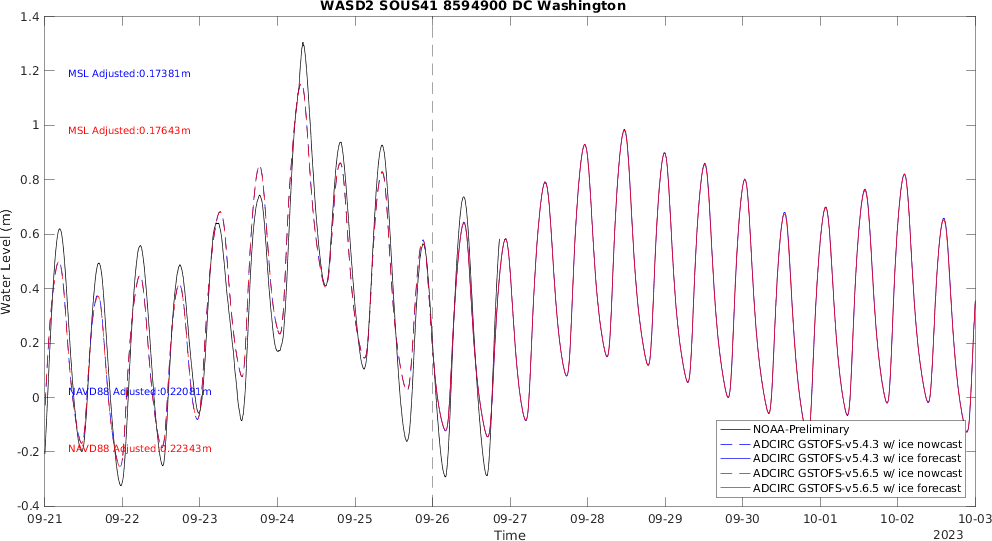 WASD2 SOUS41 8594900 DC Washington
1.4
1.2
1
0.8
0.6
0.4
0.2
0
-0.2
-0.4
Water Level (m)
MSL Adjusted:0.17381m
MSL Adjusted:0.17643m
NAVD88 Adjusted:0.22081m
NAVD88 Adjusted:0.22343m
NOAA-Preliminary
ADCIRC GSTOFS-v5.4.3 w/ ice nowcast
ADCIRC GSTOFS-v5.4.3 w/ ice forecast
ADCIRC GSTOFS-v5.6.5 w/ ice nowcast
ADCIRC GSTOFS-v5.6.5 w/ ice forecast
09-21 09-22 09-23 09-24 09-25 09-26 09-27 09-28 09-29 09-30 10-01 10-02 10-03
Time
2023